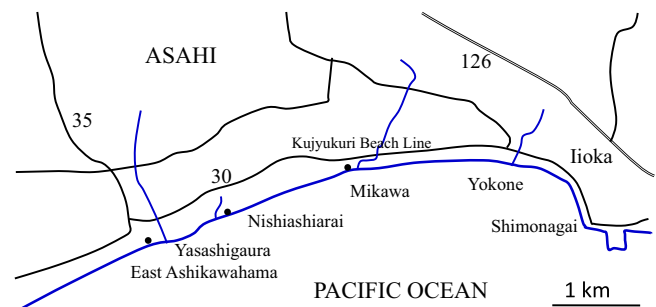 ASAHI
126
35
Kujyukuri Beach Line
Iioka
30
Mikawa
Yokone
Nishiashiarai
Shimonagai
Yasashigaura
East Ashikawahama
PACIFIC OCEAN
1 km